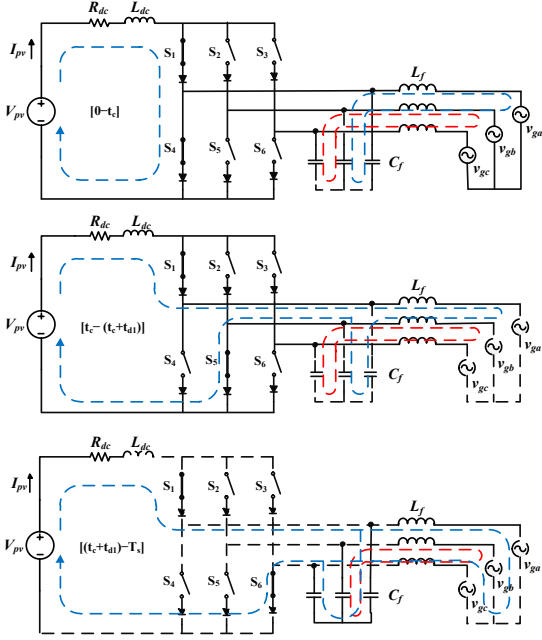 R_dc L_dc
I_pv
S_1 S_2 S_3
L_f
V_pv
[0–t_c]
v_ga
S_4 S_5 S_6
v_gb
C_f
v_gc
R_dc L_dc
I_pv
S_1 S_2 S_3
L_f
V_pv
[t_c– (t_c+t_d1)]
v_ga
S_4 S_5 S_6
v_gb
C_f
v_gc
R_dc L_dc
I_pv
S_1 S_2 S_3
L_f
V_pv
[(t_c+t_d1)–T_s]
v_ga
S_4 S_5 S_6
v_gb
C_f
v_gc